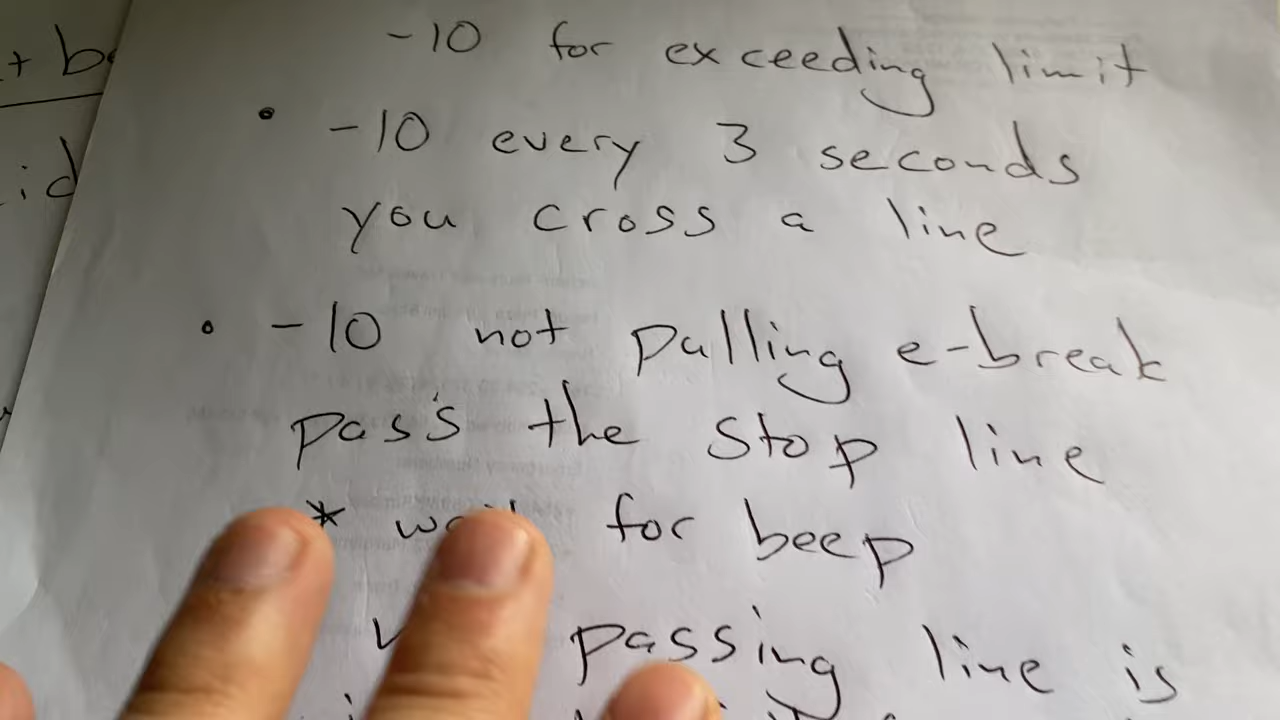 + b
-10 for exceeding limit
• -10 every 3 seconds
id
you cross a line
• -10 not pulling e-break
pass the stop line
* for beep
passing line is